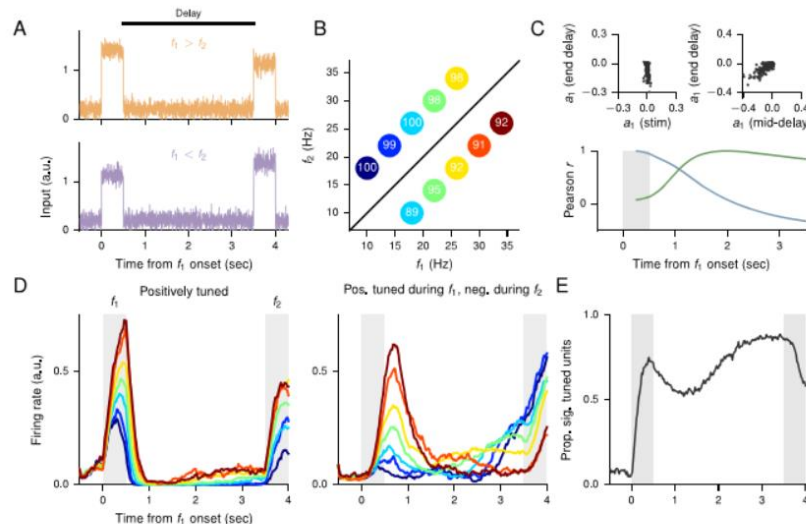 A
Delay
f₁ > f₂
1
0
f₁ < f₂
1
0
Input (a.u.)
0 1 2 3 4
Time from f₁ onset (sec)
B
35
30
25
20
15
10
f₂ (Hz)
98
98
100
99
100
92
91
92
95
89
10 15 20 25 30 35
f₁ (Hz)
C
a₁ (end delay)
0.3
0.0
−0.3
−0.3 0.0 0.3
a₁ (stim)
a₁ (end delay)
0.2
0.0
−0.2
−0.4 0.0 0.4
a₁ (mid-delay)
Pearson r
1
0
0 1 2 3
Time from f₁ onset (sec)
D
Positively tuned
f₁
f₂
Firing rate (a.u.)
0.5
0.0
0 1 2 3 4
Time from f₁ onset (sec)
Pos. tuned during f₁, neg. during f₂
0.5
0.0
0 1 2 3 4
E
Prop. sig. tuned units
1.0
0.5
0.0
0 1 2 3 4